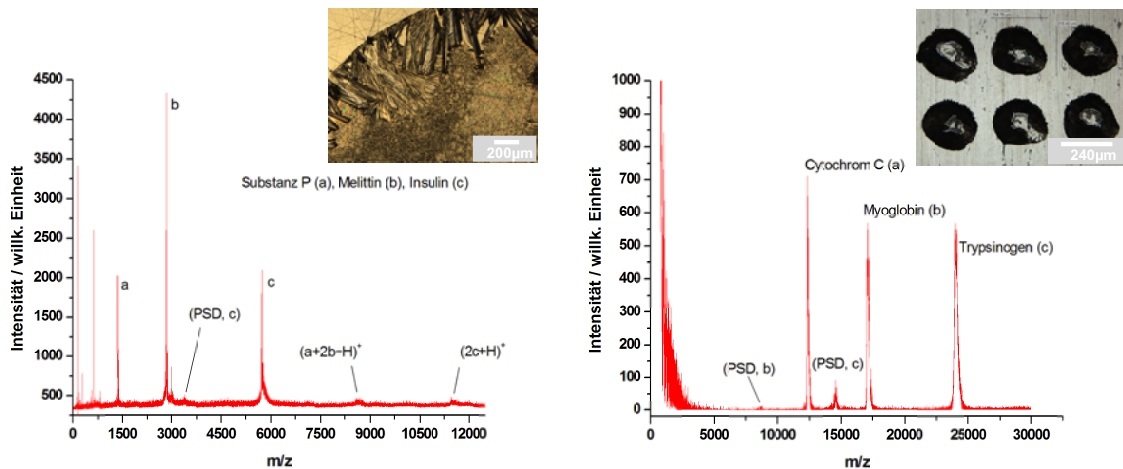 4500
4000
3500
3000
2500
2000
1500
1000
500
0 1500 3000 4500 6000 7500 9000 10500 12000
Intensität / willk. Einheit
m/z
200µm
Substanz P (a), Melittin (b), Insulin (c)
a
b
c
(PSD, c)
(a+2b−H)⁺
(2c+H)⁺
1000
900
800
700
600
500
400
300
200
100
0
0 5000 10000 15000 20000 25000 30000
Intensität / willk. Einheit
m/z
240µm
Cytochrom C (a)
Myoglobin (b)
Trypsinogen (c)
(PSD, b)
(PSD, c)